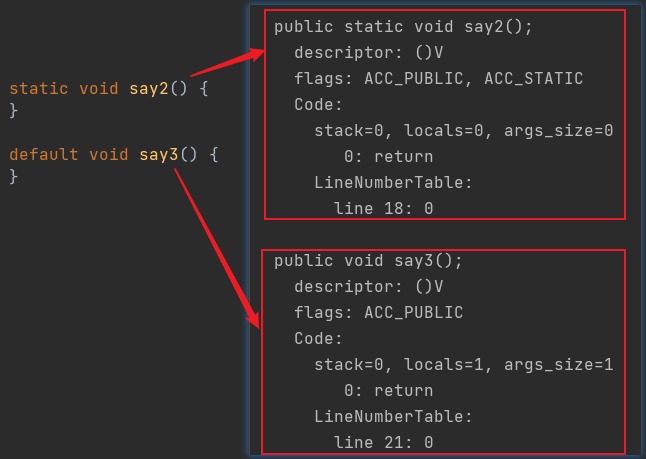 static void say2() {
}
default void say3() {
}
public static void say2();
descriptor: ()V
flags: ACC_PUBLIC, ACC_STATIC
Code:
stack=0, locals=0, args_size=0
0: return
LineNumberTable:
line 18: 0
public void say3();
descriptor: ()V
flags: ACC_PUBLIC
Code:
stack=0, locals=1, args_size=1
0: return
LineNumberTable:
line 21: 0